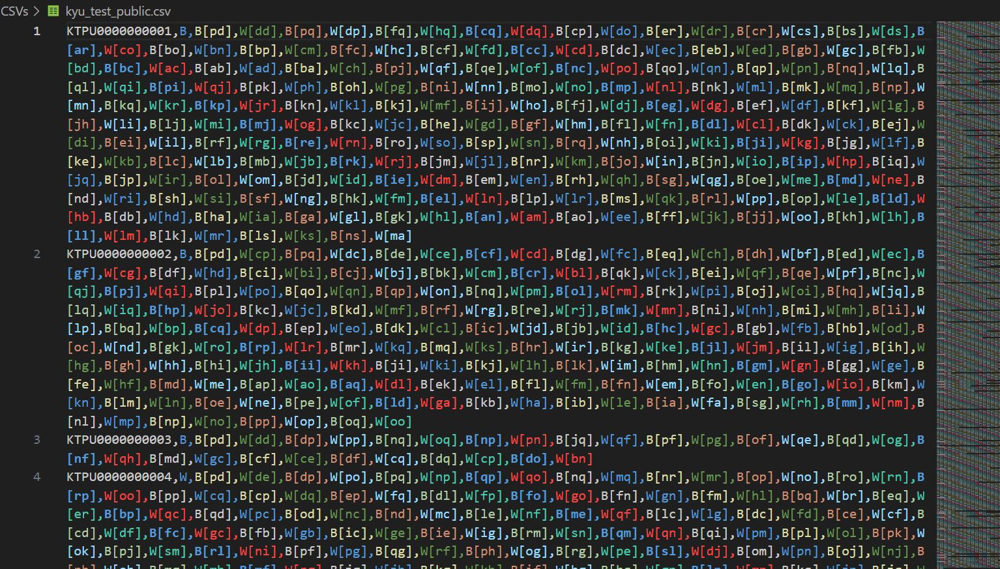 CSVs > kyu_test_public.csv
1 KTPU0000000001,B,B[pd],W[dd],B[pq],W[dp],B[fq],W[hq],B[cq],W[dq],B[cp],W[do],B[er],W[dr],B[cr],W[cs],B[bs],W[ds],B
[ar],W[co],B[bo],W[bn],B[bp],W[cm],B[fc],W[hc],B[cf],W[fd],B[cc],W[cd],B[dc],W[ec],B[eb],W[ed],B[gb],W[gc],B[fb],W
[bd],B[bc],W[ac],B[ab],W[ad],B[ba],W[ch],B[pj],W[qf],B[qe],W[of],B[nc],W[po],B[qo],W[qn],B[qp],W[pn],B[nq],W[lq],B
[ql],W[qi],B[pi],W[qj],B[pk],W[ph],B[oh],W[pg],B[ni],W[nn],B[mo],W[no],B[mp],W[nl],B[nk],W[ml],B[mk],W[mq],B[np],W
[mn],B[kq],W[kr],B[kp],W[jr],B[kn],W[kl],B[kj],W[mf],B[ij],W[ho],B[fj],W[dj],B[eg],W[dg],B[ef],W[df],B[kf],W[lg],B
[jh],W[li],B[lj],W[mi],B[mj],W[og],B[kc],W[jc],B[he],W[gd],B[gf],W[hm],B[fl],W[fn],B[dl],W[cl],B[dk],W[ck],B[ej],W
[di],B[ei],W[il],B[rf],W[rg],B[re],W[rn],B[ro],W[so],B[sp],W[sn],B[rq],W[nh],B[oi],W[ki],B[ji],W[kg],B[jg],W[lf],B
[ke],W[kb],B[lc],W[lb],B[mb],W[jb],B[rk],W[rj],B[jm],W[jl],B[nr],W[km],B[jo],W[in],B[jn],W[io],B[ip],W[hp],B[iq],W
[jq],B[jp],W[ir],B[ol],W[om],B[jd],W[id],B[ie],W[dm],B[em],W[en],B[rh],W[qh],B[sg],W[qg],B[oe],W[me],B[md],W[ne],B
[nd],W[ri],B[sh],W[si],B[sf],W[ng],B[hk],W[fm],B[el],W[ln],B[lp],W[lr],B[ms],W[qk],B[rl],W[pp],B[op],W[le],B[ld],W
[hb],B[db],W[hd],B[ha],W[ia],B[ga],W[gl],B[gk],W[hl],B[an],W[am],B[ao],W[ee],B[ff],W[jk],B[jj],W[oo],B[kh],W[lh],B
[ll],W[lm],B[lk],W[mr],B[ls],W[ks],B[ns],W[ma]
2 KTPU0000000002,B,B[pd],W[cp],B[pq],W[dc],B[de],W[ce],B[cf],W[cd],B[dg],W[fc],B[eq],W[ch],B[dh],W[bf],B[ed],W[ec],B
[gf],W[cg],B[df],W[hd],B[ci],W[bi],B[cj],W[bj],B[bk],W[cm],B[cr],W[bl],B[qk],W[ck],B[ei],W[qf],B[qe],W[pf],B[nc],W
[qj],B[pj],W[qi],B[pl],W[po],B[qo],W[qn],B[qp],W[on],B[nq],W[pm],B[ol],W[rm],B[rk],W[pi],B[oj],W[oi],B[hq],W[jq],B
[lq],W[iq],B[hp],W[jo],B[kc],W[jc],B[kd],W[mf],B[rf],W[rg],B[re],W[rj],B[mk],W[mn],B[ni],W[nh],B[mi],W[mh],B[li],W
[lp],B[bq],W[bp],B[cq],W[dp],B[ep],W[eo],B[dk],W[cl],B[ic],W[jd],B[jb],W[id],B[hc],W[gc],B[gb],W[fb],B[hb],W[od],B
[oc],W[nd],B[gk],W[ro],B[rp],W[lr],B[mr],W[kq],B[mq],W[ks],B[hr],W[ir],B[kg],W[ke],B[jl],W[jm],B[il],W[ig],B[ih],W
[hg],B[gh],W[hh],B[hi],W[jh],B[ii],W[kh],B[ji],W[ki],B[kj],W[lh],B[lk],W[im],B[hm],W[hn],B[gm],W[gn],B[gg],W[ge],B
[fe],W[hf],B[md],W[me],B[ap],W[ao],B[aq],W[dl],B[ek],W[el],B[fl],W[fm],B[fn],W[em],B[fo],W[en],B[go],W[io],B[km],W
[kn],B[lm],W[ln],B[oe],W[ne],B[pe],W[of],B[ld],W[ga],B[kb],W[ha],B[ib],W[le],B[ia],W[fa],B[sg],W[rh],B[mm],W[nm],B
[nl],W[mp],B[np],W[no],B[pp],W[op],B[oq],W[oo]
3 KTPU0000000003,B,B[pd],W[dd],B[dp],W[pp],B[nq],W[oq],B[np],W[pn],B[jq],W[qf],B[pf],W[pg],B[of],W[qe],B[qd],W[og],B
[nf],W[qh],B[md],W[gc],B[cf],W[ce],B[df],W[cq],B[dq],W[cp],B[do],W[bn]
4 KTPU0000000004,W,B[pd],W[de],B[dp],W[po],B[pq],W[np],B[qp],W[qo],B[nq],W[mq],B[nr],W[mr],B[op],W[no],B[ro],W[rn],B
[rp],W[oo],B[pp],W[cq],B[cp],W[dq],B[ep],W[fq],B[dl],W[fp],B[fo],W[go],B[fn],W[gn],B[fm],W[hl],B[bq],W[br],B[eq],W
[er],B[bp],W[qc],B[qd],W[pc],B[od],W[nc],B[nd],W[mc],B[le],W[nf],B[me],W[qf],B[lc],W[lg],B[dc],W[fd],B[ce],W[cf],B
[cd],W[df],B[fc],W[gc],B[fb],W[gb],B[ic],W[ge],B[ie],W[ig],B[rm],W[sn],B[qm],W[qn],B[qi],W[pm],B[pl],W[ol],B[pk],W
[ok],B[pj],W[sm],B[rl],W[ni],B[pf],W[pg],B[qg],W[rf],B[ph],W[og],B[rg],W[pe],B[sl],W[dj],B[om],W[pn],B[oj],W[nj],B